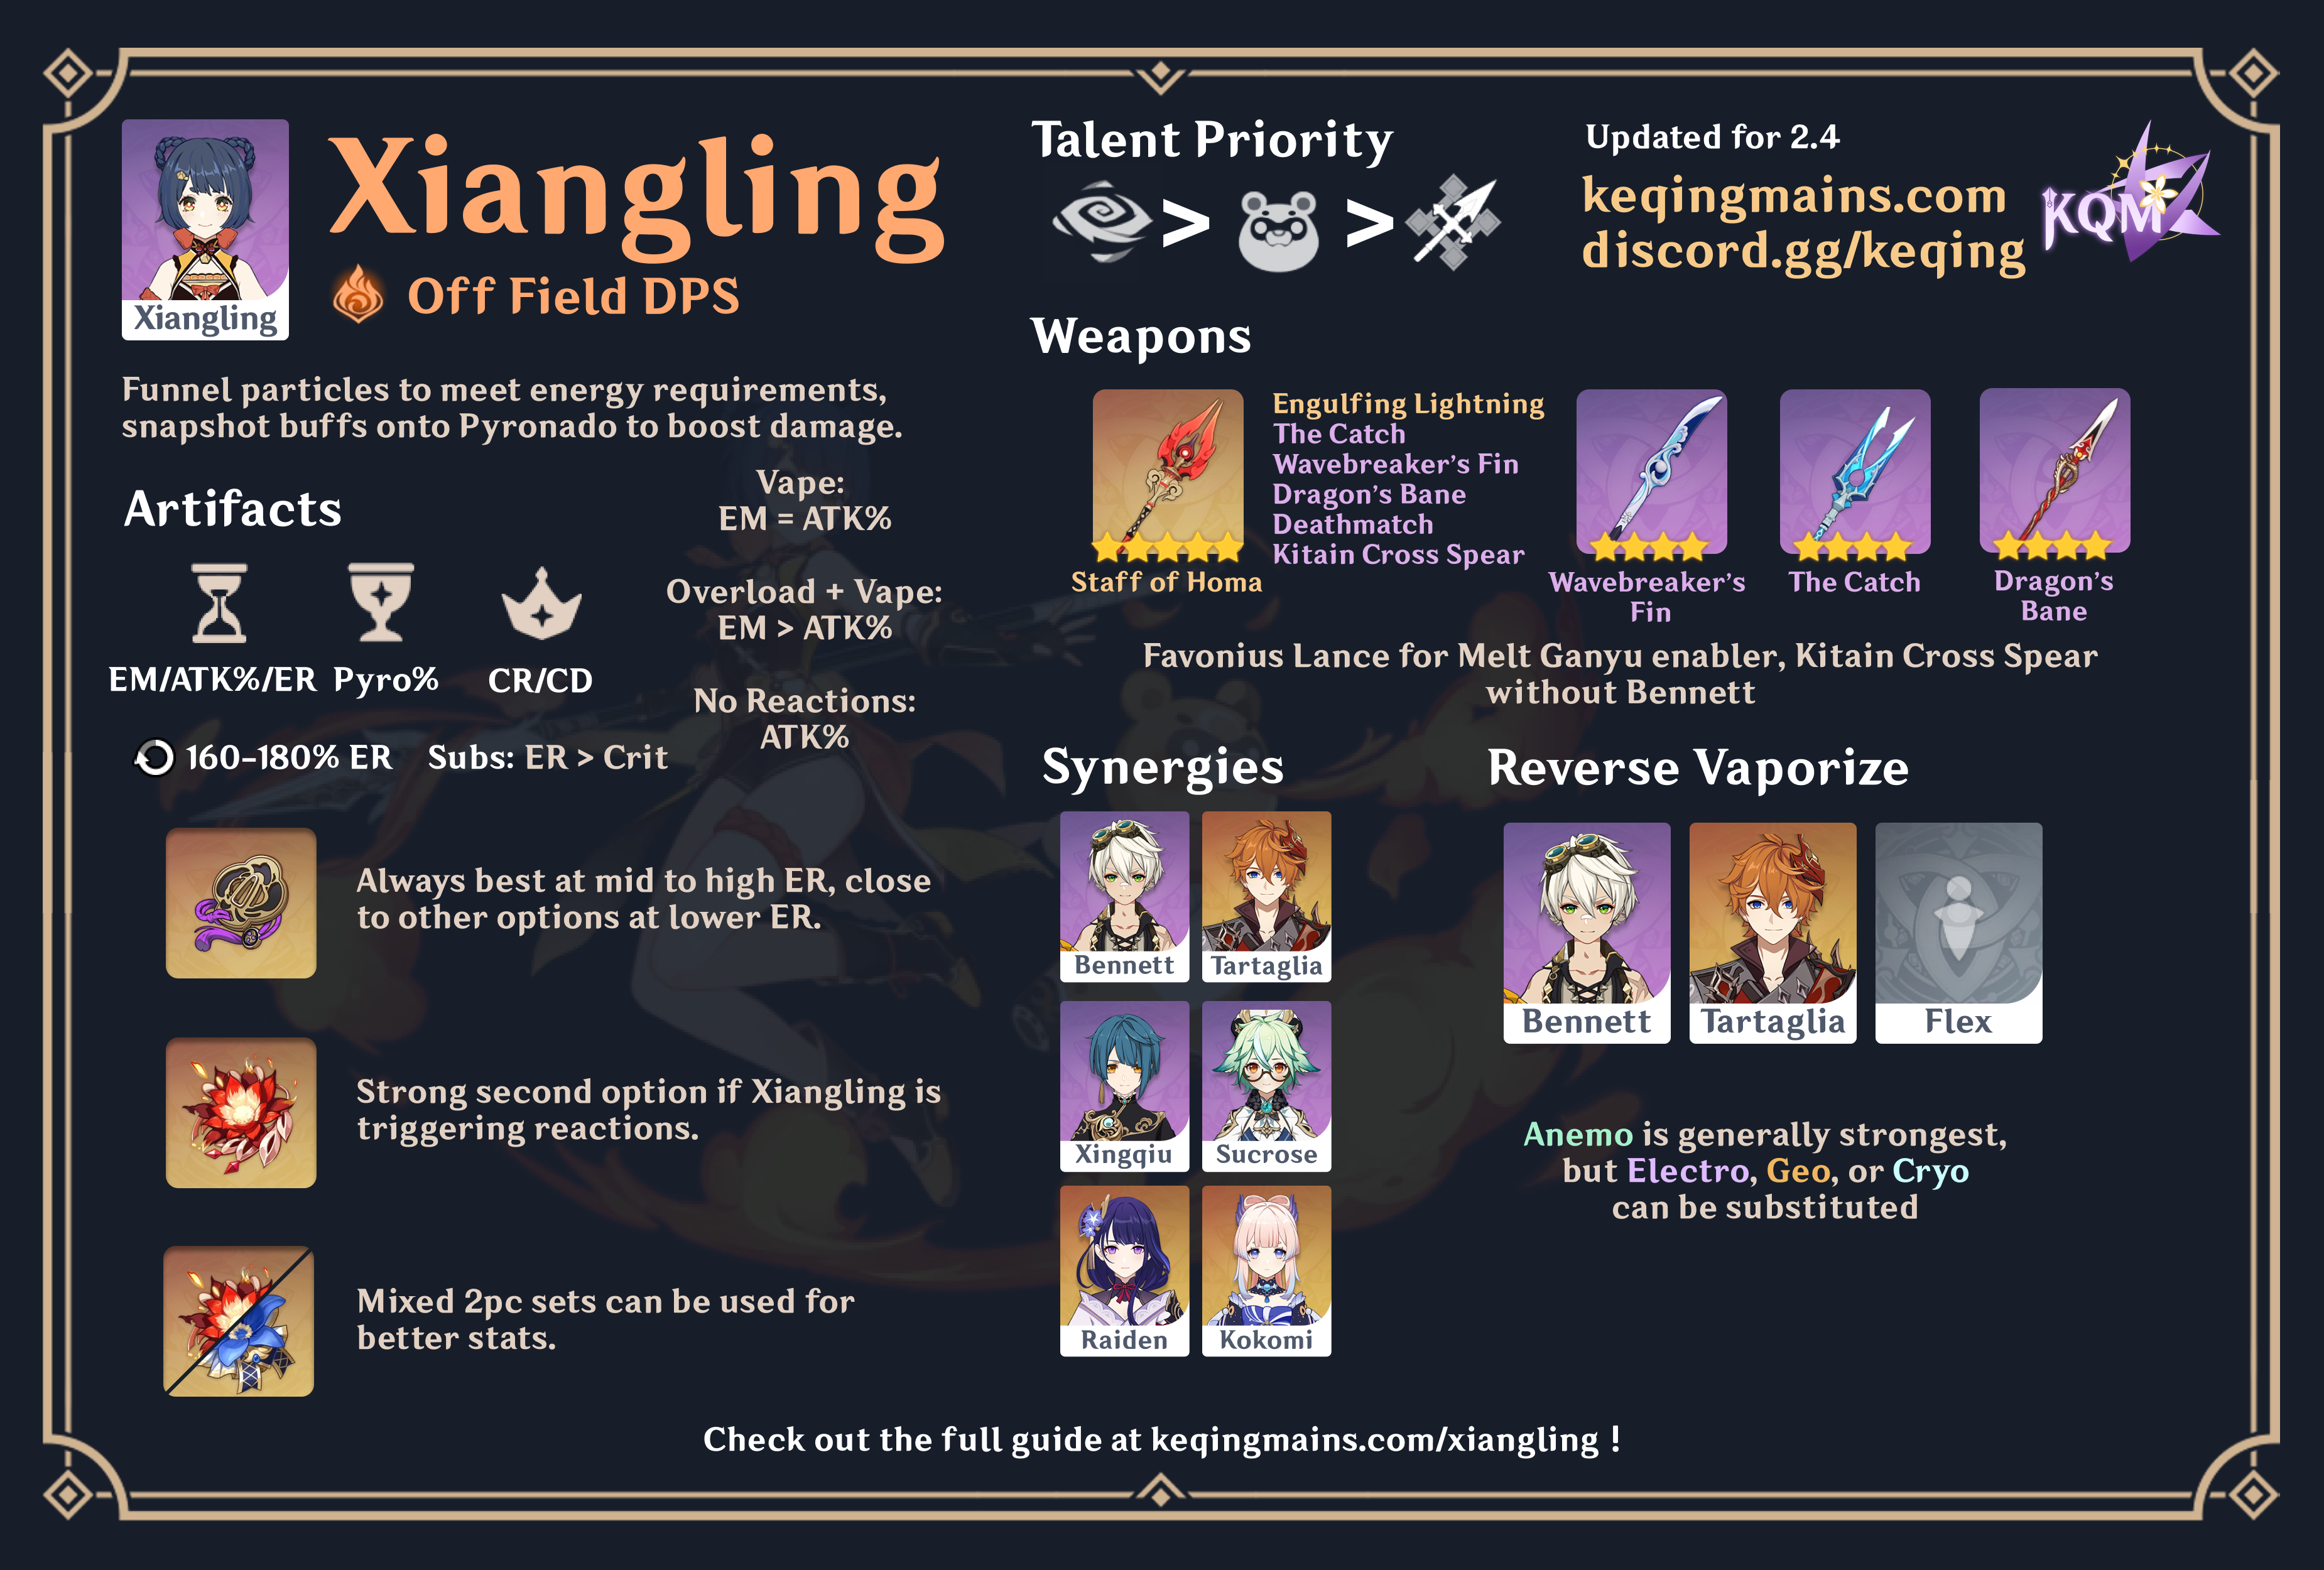 Xiangling
Xiangling
Off Field DPS
Funnel particles to meet energy requirements,
snapshot buffs onto Pyronado to boost damage.
Artifacts
EM/ATK%/ER
Pyro%
CR/CD
160-180% ER
Subs: ER > Crit
Vape:
EM = ATK%
Overload + Vape:
EM > ATK%
No Reactions:
ATK%
Always best at mid to high ER, close
to other options at lower ER.
Strong second option if Xiangling is
triggering reactions.
Mixed 2pc sets can be used for
better stats.
Talent Priority
>
>
Updated for 2.4
keqingmains.com
discord.gg/keqing
KQM
Weapons
Staff of Homa
Engulfing Lightning
The Catch
Wavebreaker's Fin
Dragon's Bane
Deathmatch
Kitain Cross Spear
Wavebreaker's
Fin
The Catch
Dragon's
Bane
Favonius Lance for Melt Ganyu enabler, Kitain Cross Spear
without Bennett
Synergies
Bennett
Tartaglia
Xingqiu
Sucrose
Raiden
Kokomi
Reverse Vaporize
Bennett
Tartaglia
Flex
Anemo is generally strongest,
but Electro, Geo, or Cryo
can be substituted
Check out the full guide at keqingmains.com/xiangling !